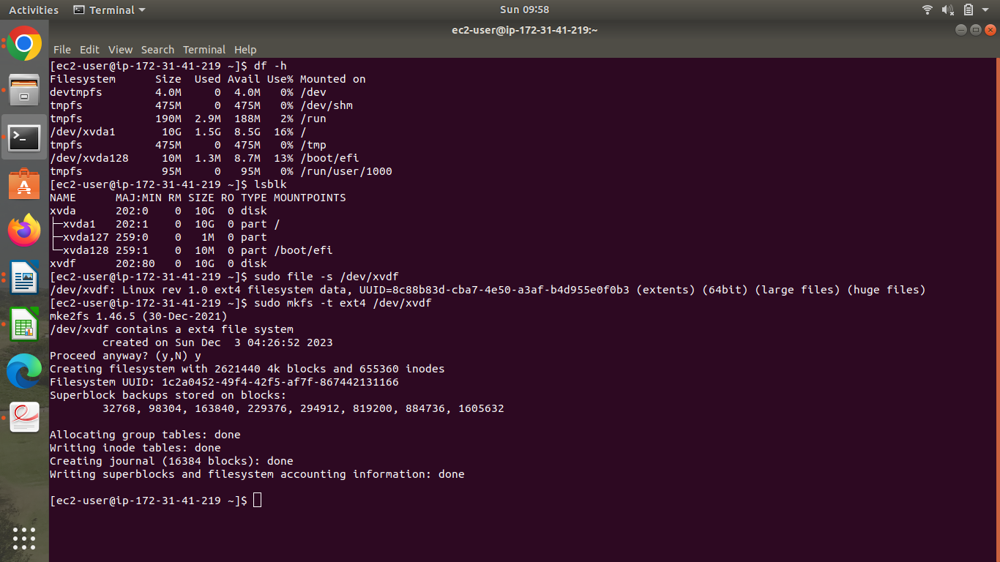 Activities Terminal Sun 09:58
ec2-user@ip-172-31-41-219:~
File Edit View Search Terminal Help
[ec2-user@ip-172-31-41-219 ~]$ df -h
Filesystem      Size  Used Avail Use% Mounted on
devtmpfs        4.0M     0  4.0M   0% /dev
tmpfs           475M     0  475M   0% /dev/shm
tmpfs           190M  2.9M  188M   2% /run
/dev/xvda1       10G  1.5G  8.5G  16% /
tmpfs           475M     0  475M   0% /tmp
/dev/xvda128     10M  1.3M  8.7M  13% /boot/efi
tmpfs            95M     0   95M   0% /run/user/1000
[ec2-user@ip-172-31-41-219 ~]$ lsblk
NAME      MAJ:MIN RM SIZE RO TYPE MOUNTPOINTS
xvda      202:0    0  10G  0 disk
├─xvda1   202:1    0  10G  0 part /
├─xvda127 259:0    0   1M  0 part
└─xvda128 259:1    0  10M  0 part /boot/efi
xvdf      202:80   0  10G  0 disk
[ec2-user@ip-172-31-41-219 ~]$ sudo file -s /dev/xvdf
/dev/xvdf: Linux rev 1.0 ext4 filesystem data, UUID=8c88b83d-cba7-4e50-a3af-b4d955e0f0b3 (extents) (64bit) (large files) (huge files)
[ec2-user@ip-172-31-41-219 ~]$ sudo mkfs -t ext4 /dev/xvdf
mke2fs 1.46.5 (30-Dec-2021)
/dev/xvdf contains a ext4 file system
        created on Sun Dec  3 04:26:52 2023
Proceed anyway? (y,N) y
Creating filesystem with 2621440 4k blocks and 655360 inodes
Filesystem UUID: 1c2a0452-49f4-42f5-af7f-867442131166
Superblock backups stored on blocks:
        32768, 98304, 163840, 229376, 294912, 819200, 884736, 1605632
Allocating group tables: done
Writing inode tables: done
Creating journal (16384 blocks): done
Writing superblocks and filesystem accounting information: done
[ec2-user@ip-172-31-41-219 ~]$